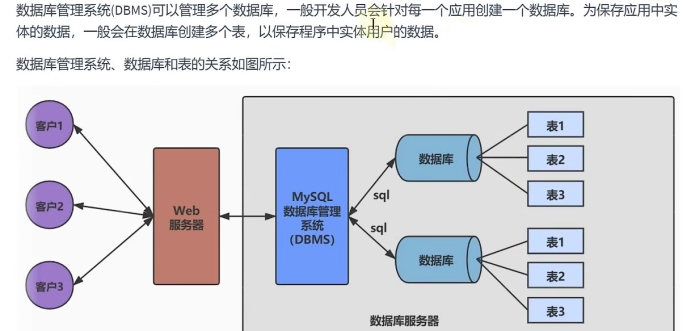 数据库管理系统(DBMS)可以管理多个数据库，一般开发人员会针对每一个应用创建一个数据库。为保存应用中实
体的数据，一般会在数据库创建多个表，以保存程序中实体用户的数据。
数据库管理系统、数据库和表的关系如图所示：
客户1
客户2
客户3
Web
服务器
MySQL
数据库管理
系统
(DBMS)
sql
sql
数据库
表1
表2
表3
数据库
表1
表2
表3
数据库服务器